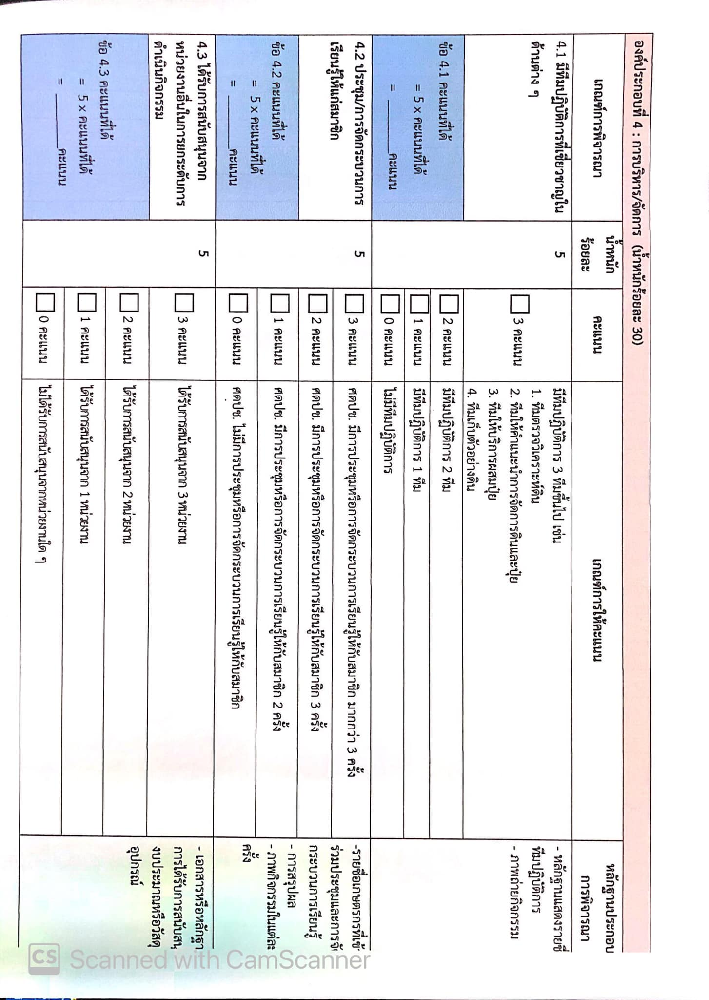 องค์ประกอบที่ 4 : การบริหาร/จัดการ (น้ำหนักร้อยละ 30)
เกณฑ์การพิจารณา
น้ำหนัก
ร้อยละ
คะแนน
เกณฑ์การให้คะแนน
หลักฐานประกอบ
การพิจารณา
4.1 มีทีมปฏิบัติการที่เชี่ยวชาญใน
ด้านต่าง ๆ
ข้อ 4.1 คะแนนที่ได้
= 5 x คะแนนที่ได้
= ________คะแนน
5
3 คะแนน
มีทีมปฏิบัติการ 3 ทีมขึ้นไป เช่น
1. ทีมตรวจวิเคราะห์ดิน
2. ทีมให้คำแนะนำการจัดการดินและปุ๋ย
3. ทีมให้บริการผสมปุ๋ย
4. ทีมเก็บตัวอย่างดิน
2 คะแนน
มีทีมปฏิบัติการ 2 ทีม
1 คะแนน
มีทีมปฏิบัติการ 1 ทีม
0 คะแนน
ไม่มีทีมปฏิบัติการ
- หลักฐานแสดงรายชื่
ทีมปฏิบัติการ
- ภาพถ่ายกิจกรรม
4.2 ประชุม/การจัดกระบวนการ
เรียนรู้ให้แก่สมาชิก
ข้อ 4.2 คะแนนที่ได้
= 5 x คะแนนที่ได้
= ________คะแนน
5
3 คะแนน
ศดปช. มีการประชุมหรือการจัดกระบวนการเรียนรู้ให้กับสมาชิก มากกว่า 3 ครั้ง
2 คะแนน
ศดปช. มีการประชุมหรือการจัดกระบวนการเรียนรู้ให้กับสมาชิก 3 ครั้ง
1 คะแนน
ศดปช. มีการประชุมหรือการจัดกระบวนการเรียนรู้ให้กับสมาชิก 2 ครั้ง
0 คะแนน
ศดปช. ไม่มีการประชุมหรือการจัดกระบวนการเรียนรู้ให้กับสมาชิก
-รายชื่อเกษตรกรที่เข้
ร่วมประชุมและการจั
กระบวนการเรียนรู้
- การสรุปผล
- ภาพกิจกรรมในแต่ละ
ครั้ง
4.3 ได้รับการสนับสนุนจาก
หน่วยงานอื่นในการยกระดับการ
ดำเนินกิจกรรม
ข้อ 4.3 คะแนนที่ได้
= 5 x คะแนนที่ได้
= ________คะแนน
5
3 คะแนน
ได้รับการสนับสนุนจาก 3 หน่วยงาน
2 คะแนน
ได้รับการสนับสนุนจาก 2 หน่วยงาน
1 คะแนน
ได้รับการสนับสนุนจาก 1 หน่วยงาน
0 คะแนน
ไม่ได้รับการสนับสนุนจากหน่วยงานใด ๆ
- เอกสารหรือหลักฐา
การได้รับการสนับสนุ
งบประมาณหรือวัสดุ
อุปกรณ์
CS Scanned with CamScanner